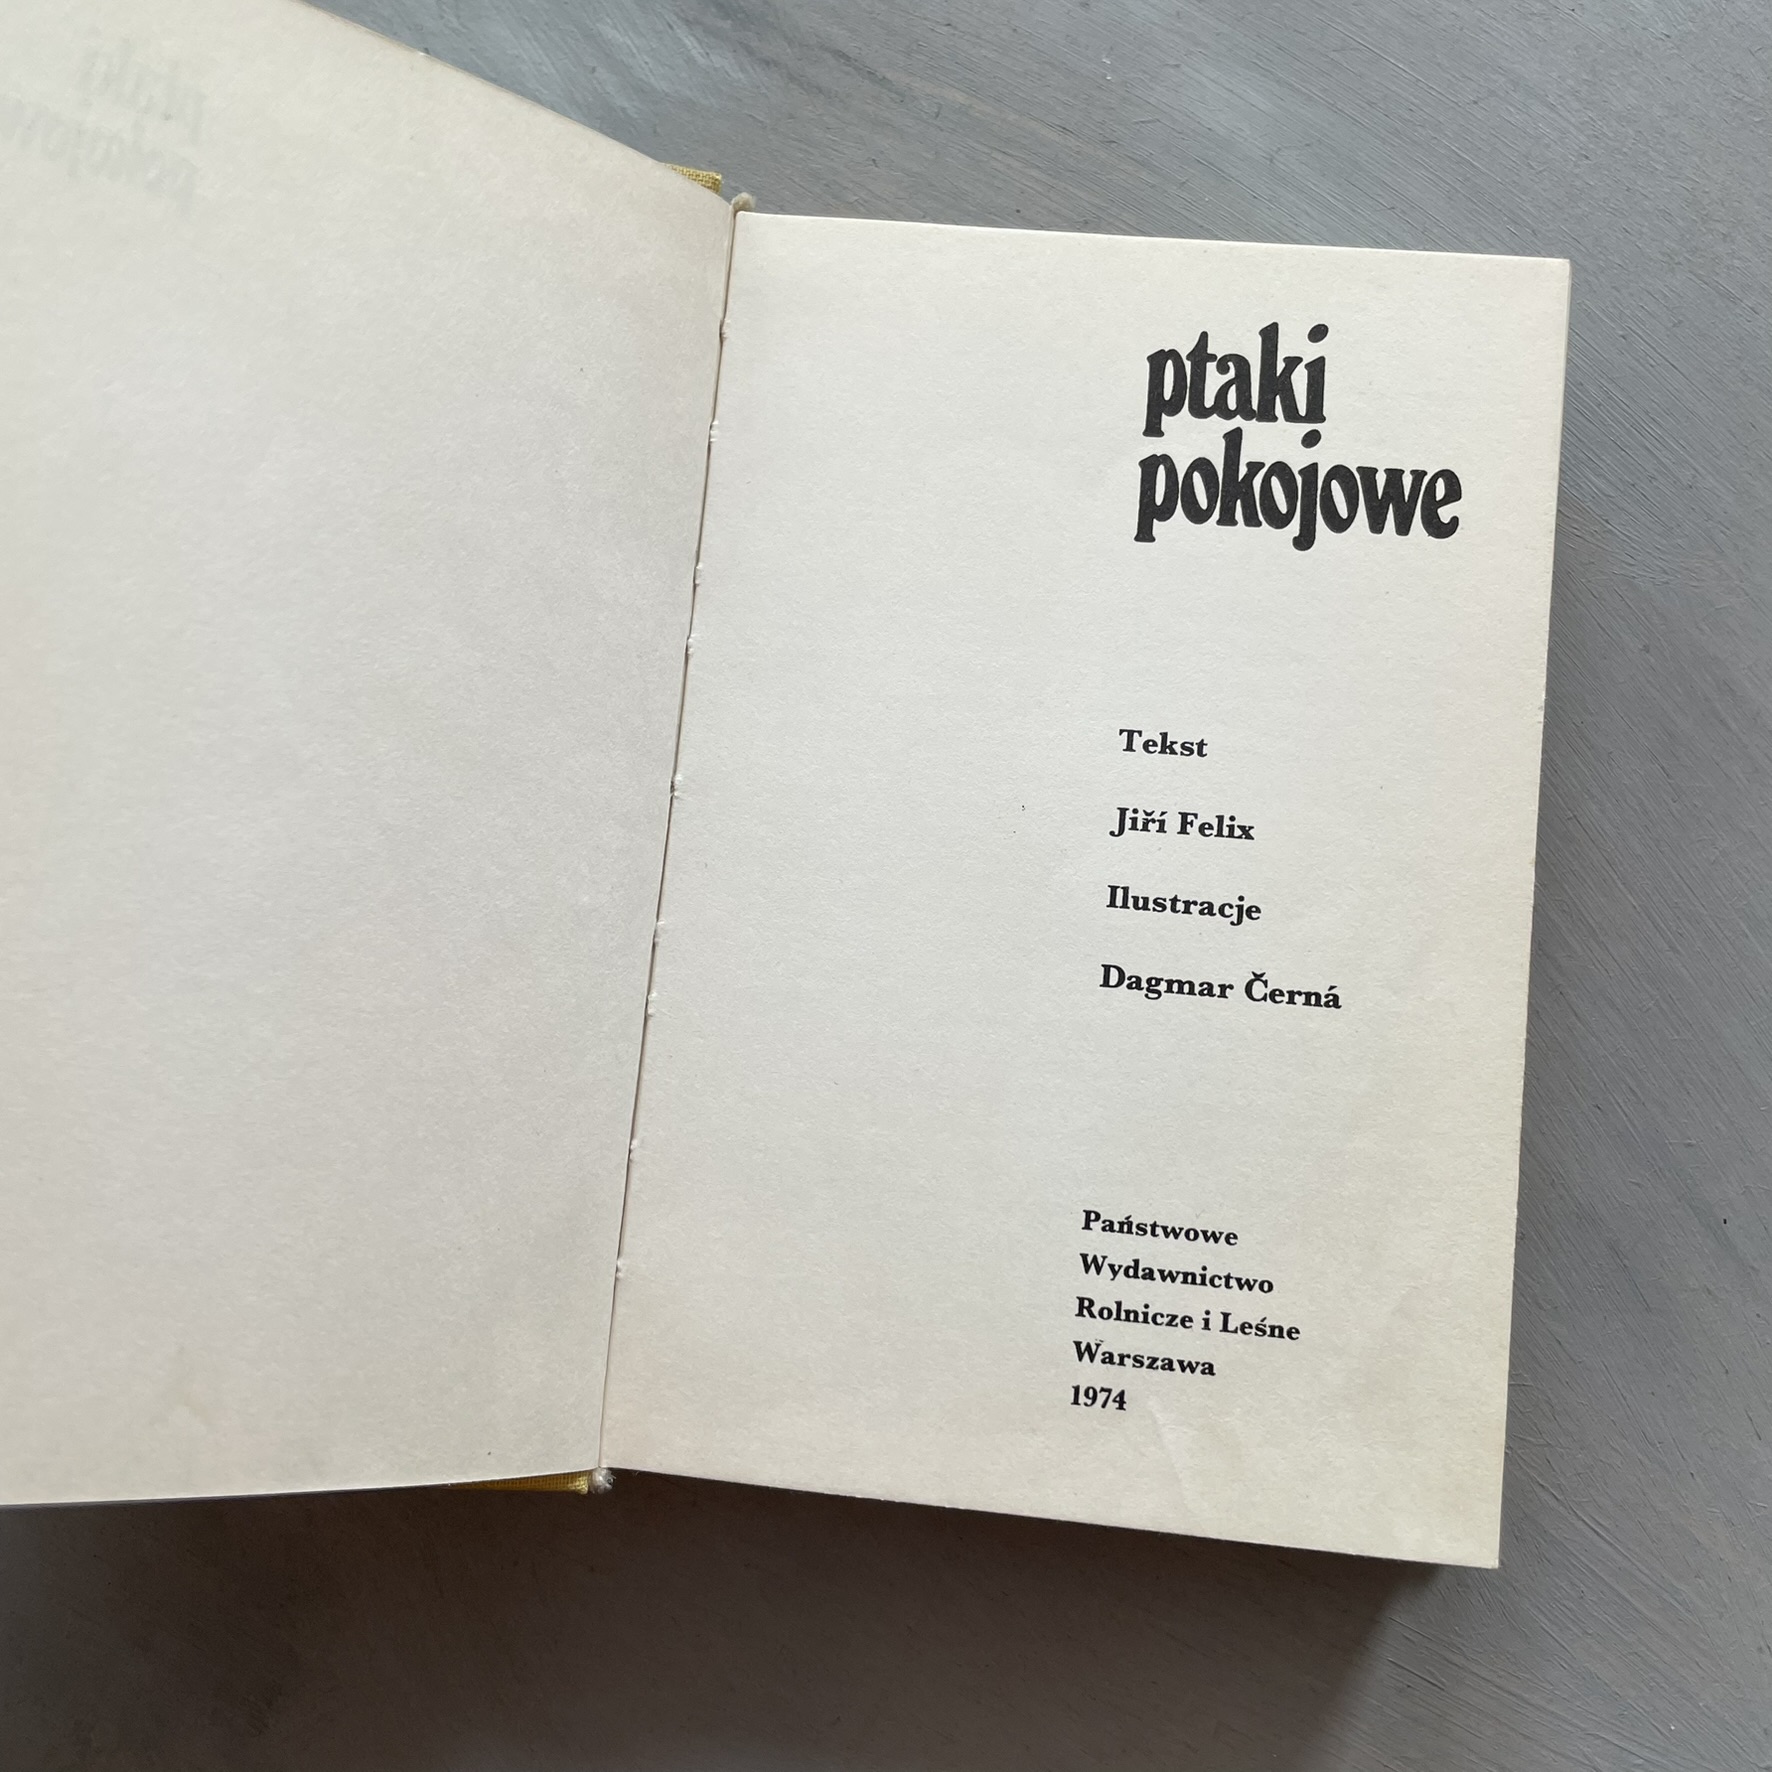 ptaki
pokojowe
Tekst
Jiří Felix
Ilustracje
Dagmar Černá
Państwowe
Wydawnictwo
Rolnicze i Leśne
Warszawa
1974